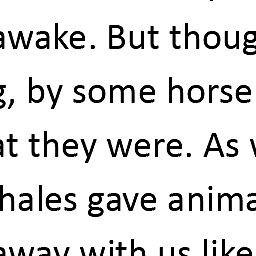 awake. But thoug
g, by some horse
at they were. As
hales gave anima
away with us like